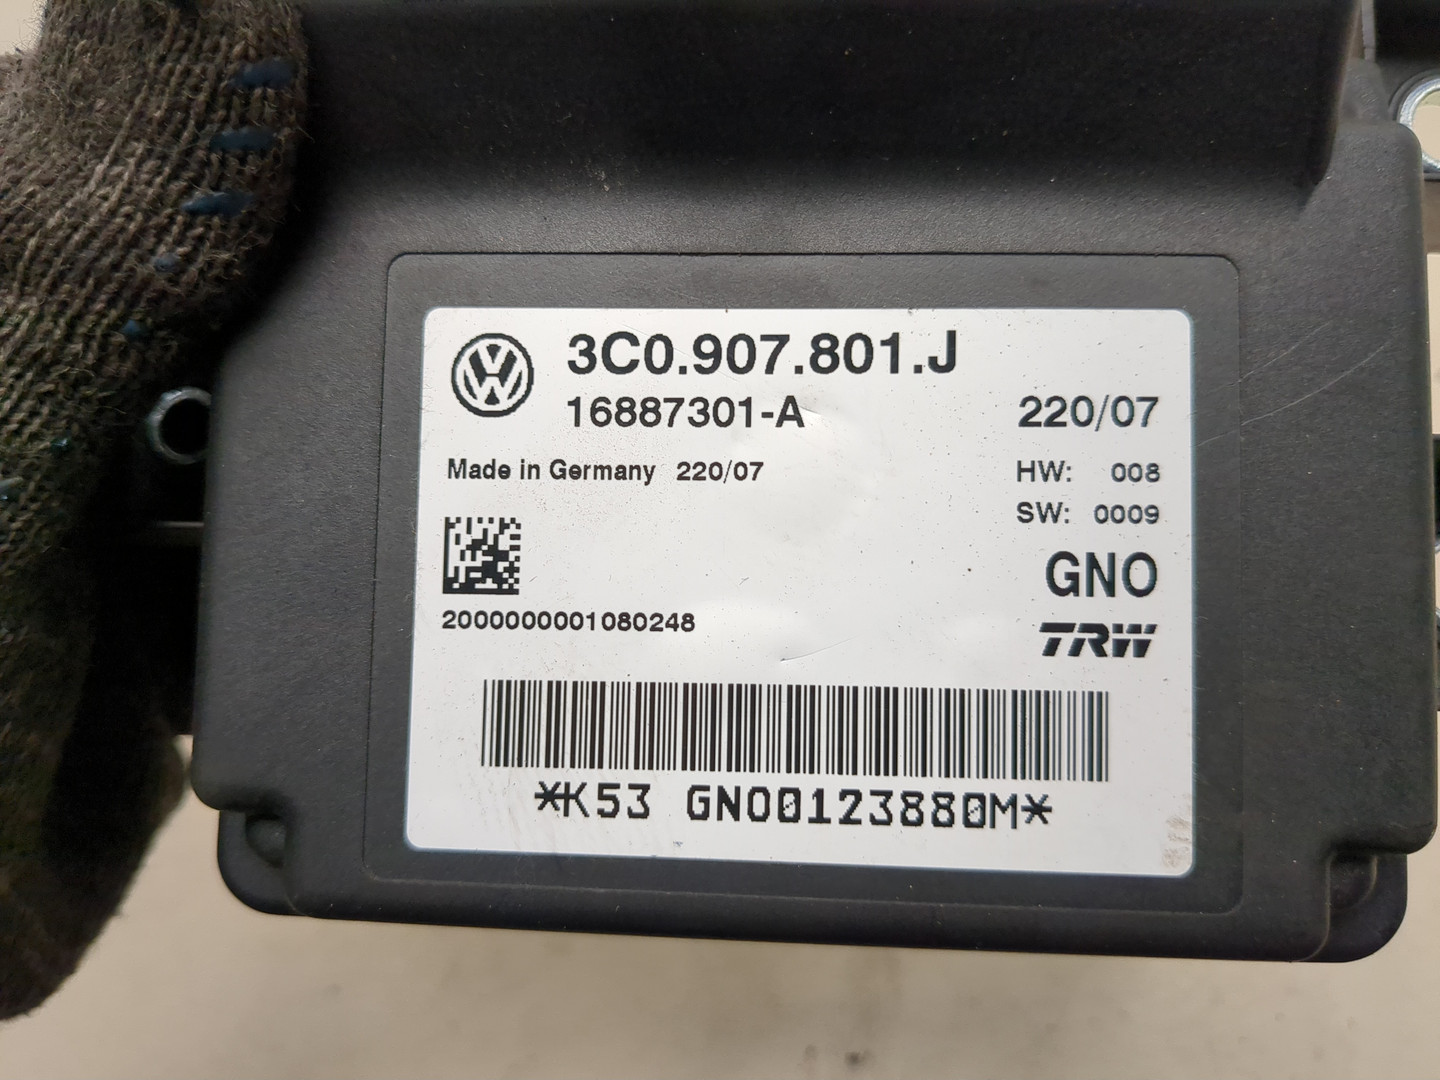 3C0.907.801.J
16887301-A 220/07
Made in Germany 220/07 HW: 008
SW: 0009
GNO
2000000001080248
TRW
*K53 GNO0123880M*